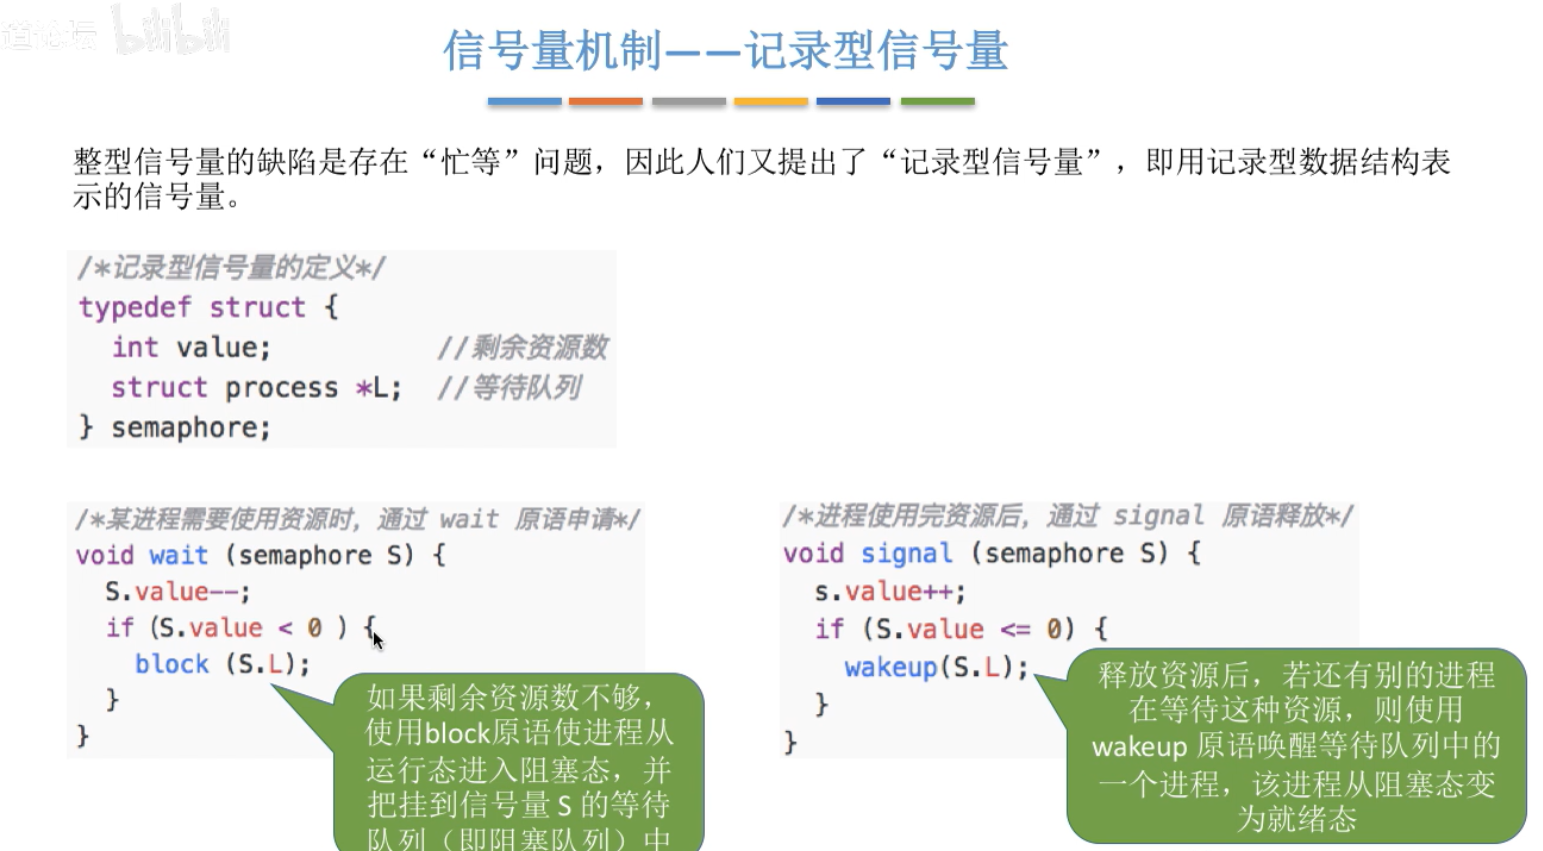 道论坛 bilibili
信号量机制——记录型信号量
整型信号量的缺陷是存在“忙等”问题，因此人们又提出了“记录型信号量”，即用记录型数据结构表
示的信号量。
/*记录型信号量的定义*/
typedef struct {
int value; //剩余资源数
struct process *L; //等待队列
} semaphore;
/*某进程需要使用资源时，通过 wait 原语申请*/
void wait (semaphore S) {
S.value--;
if (S.value < 0 ) {
block (S.L);
}
}
如果剩余资源数不够，
使用block原语使进程从
运行态进入阻塞态，并
把挂到信号量 S 的等待
队列（即阻塞队列）中
/*进程使用完资源后，通过 signal 原语释放*/
void signal (semaphore S) {
s.value++;
if (S.value <= 0) {
wakeup(S.L);
}
}
释放资源后，若还有别的进程
在等待这种资源，则使用
wakeup 原语唤醒等待队列中的
一个进程，该进程从阻塞态变
为就绪态